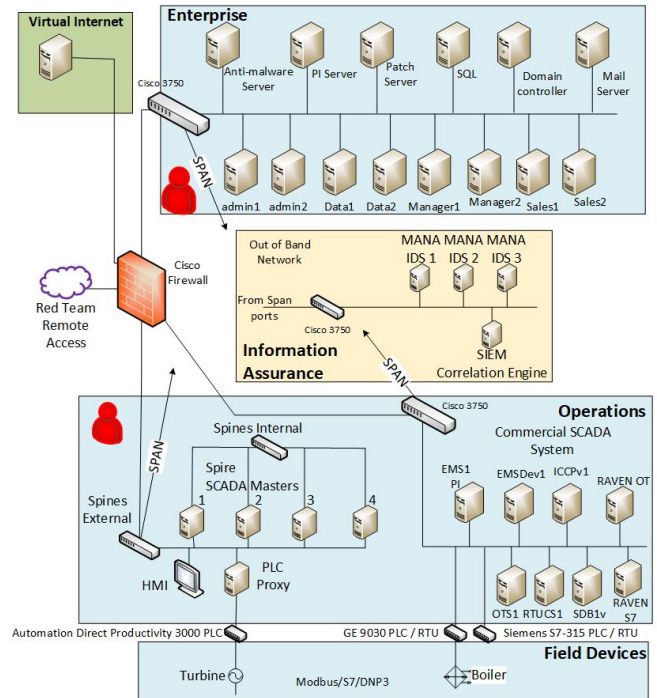 Virtual Internet
Enterprise
Anti-malware
Server
PI Server
Patch
Server
SQL
Domain
controller
Mail
Server
Cisco 3750
SPAN
admin1
admin2
Data1
Data2
Manager1
Manager2
Sales1
Sales2
Out of Band
Network
MANA MANA MANA
IDS 1 IDS 2 IDS 3
From Span
ports
Cisco 3750
SIEM
Correlation Engine
Information
Assurance
Cisco
Firewall
Red Team
Remote
Access
SPAN
Cisco 3750
Operations
Commercial SCADA
System
Spines Internal
Spire
SCADA Masters
1 2 3 4
SPAN
Spines
External
HMI
PLC
Proxy
EMS1
PI
EMSDev1
ICCPv1
RAVEN OT
OTS1
RTUCS1
SDB1v
RAVEN
S7
Automation Direct Productivity 3000 PLC
GE 9030 PLC / RTU
Siemens S7-315 PLC / RTU
Field Devices
Turbine
Modbus/S7/DNP3
Boiler